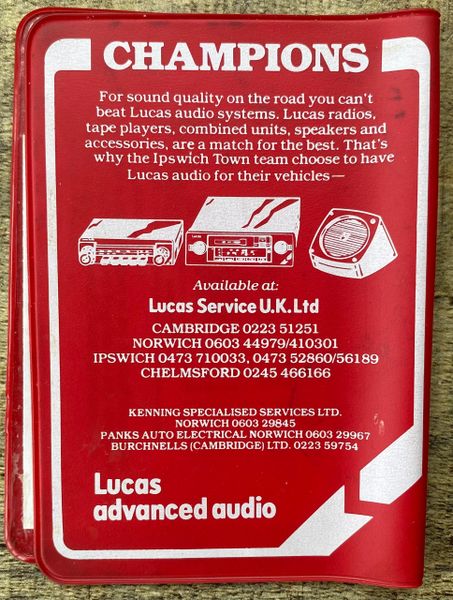 CHAMPIONS
For sound quality on the road you can't
beat Lucas audio systems. Lucas radios,
tape players, combined units, speakers and
accessories, are a match for the best. That's
why the Ipswich Town team choose to have
Lucas audio for their vehicles—
Available at:
Lucas Service U.K. Ltd
CAMBRIDGE 0223 51251
NORWICH 0603 44979/410301
IPSWICH 0473 710033, 0473 52860/56189
CHELMSFORD 0245 466166
KENNING SPECIALISED SERVICES LTD.
NORWICH 0603 29845
PANKS AUTO ELECTRICAL NORWICH 0603 29967
BURCHNELLS (CAMBRIDGE) LTD. 0223 59754
Lucas
advanced audio